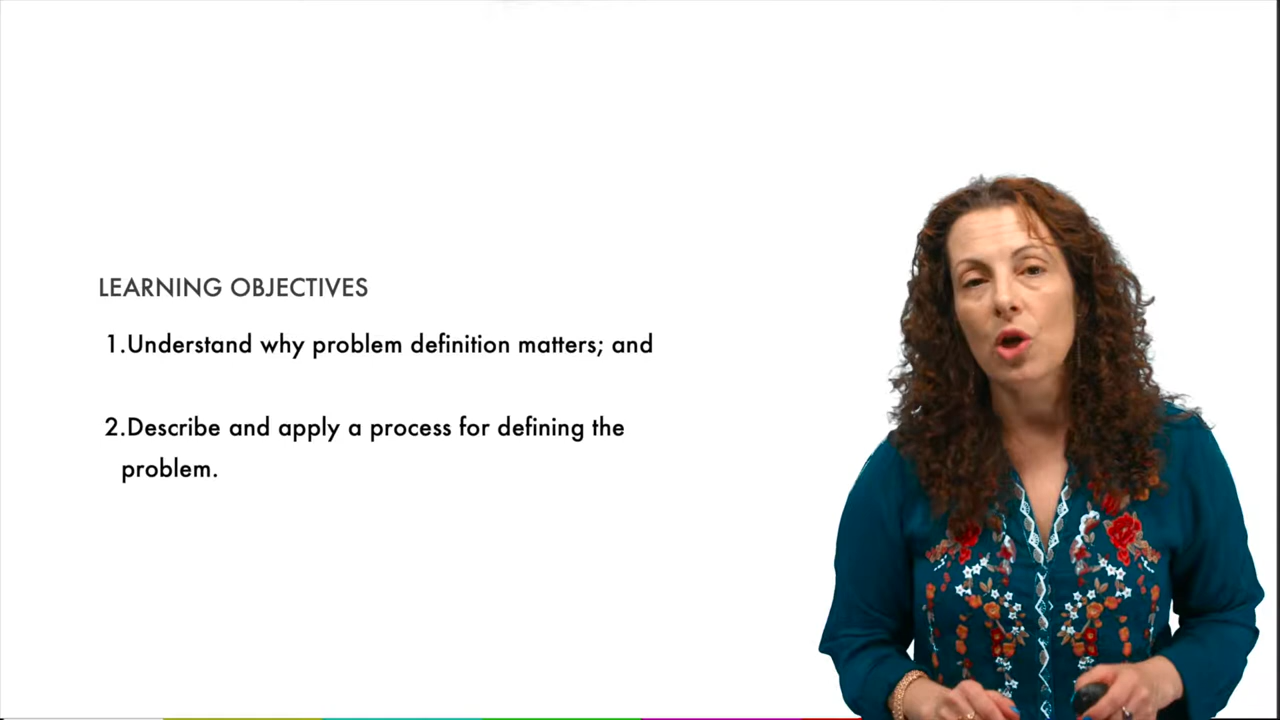 LEARNING OBJECTIVES
1.Understand why problem definition matters; and
2.Describe and apply a process for defining the
problem.